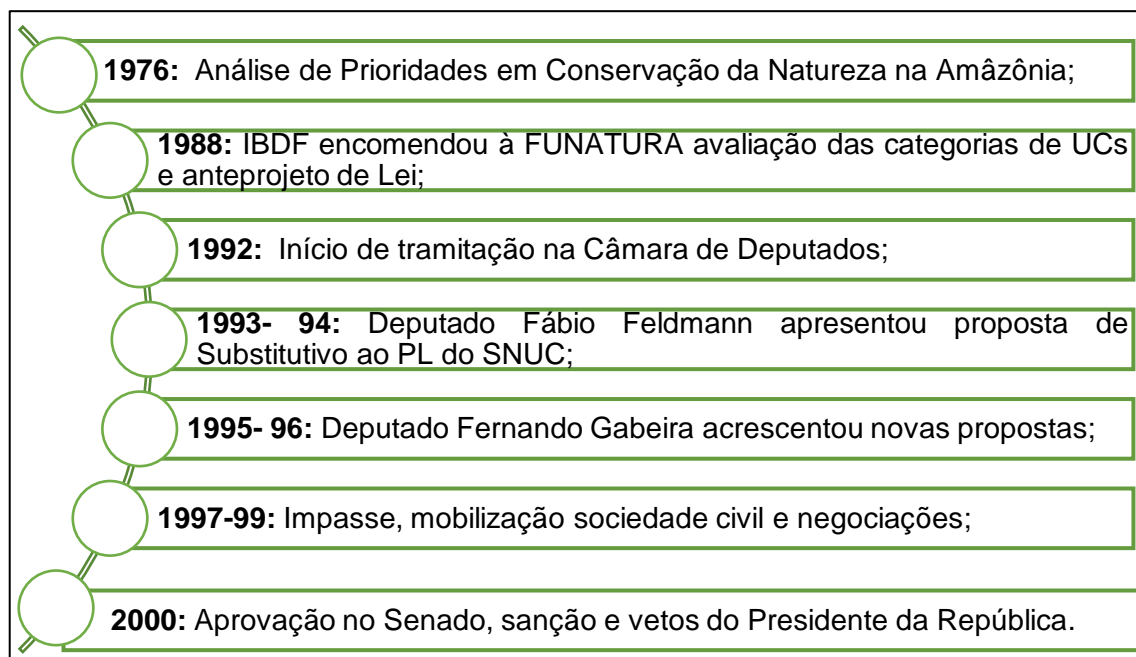 1976: Análise de Prioridades em Conservação da Natureza na Amâzônia;
1988: IBDF encomendou à FUNATURA avaliação das categorias de UCs
e anteprojeto de Lei;
1992: Início de tramitação na Câmara de Deputados;
1993- 94: Deputado Fábio Feldmann apresentou proposta de
Substitutivo ao PL do SNUC;
1995- 96: Deputado Fernando Gabeira acrescentou novas propostas;
1997-99: Impasse, mobilização sociedade civil e negociações;
2000: Aprovação no Senado, sanção e vetos do Presidente da República.